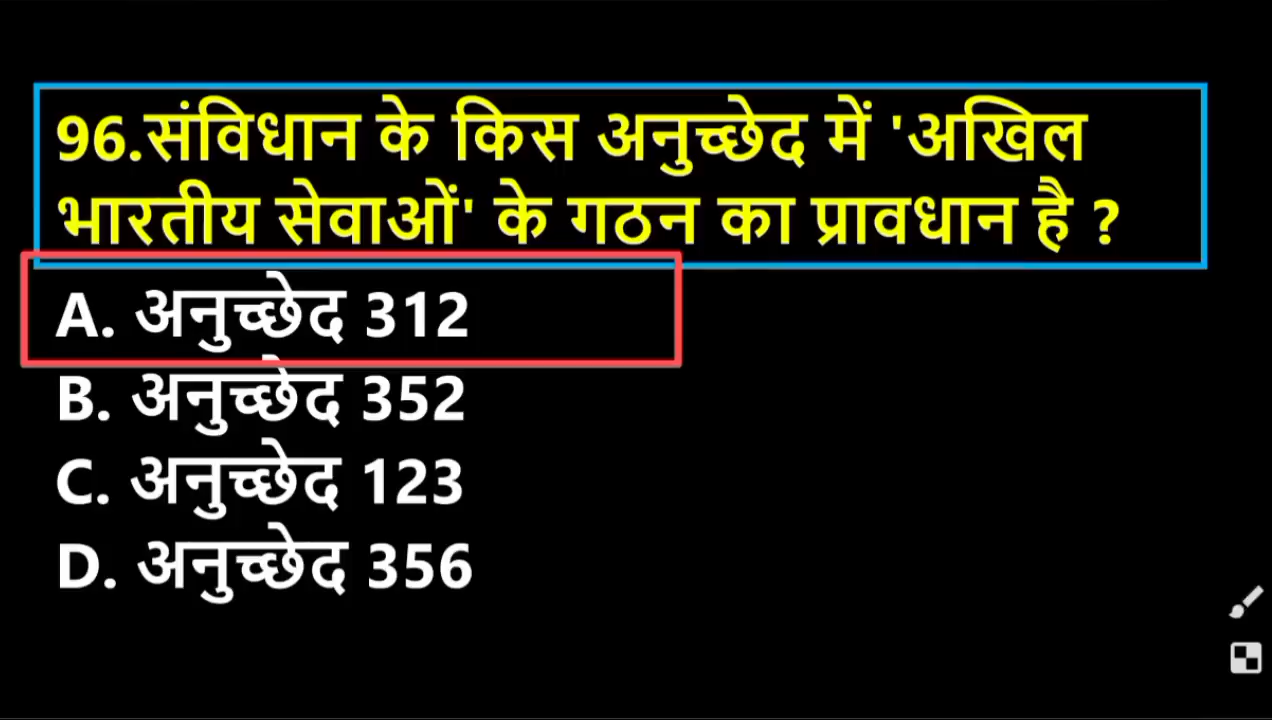 96.संविधान के किस अनुच्छेद में 'अखिल
भारतीय सेवाओं' के गठन का प्रावधान है ?
A. अनुच्छेद 312
B. अनुच्छेद 352
C. अनुच्छेद 123
D. अनुच्छेद 356